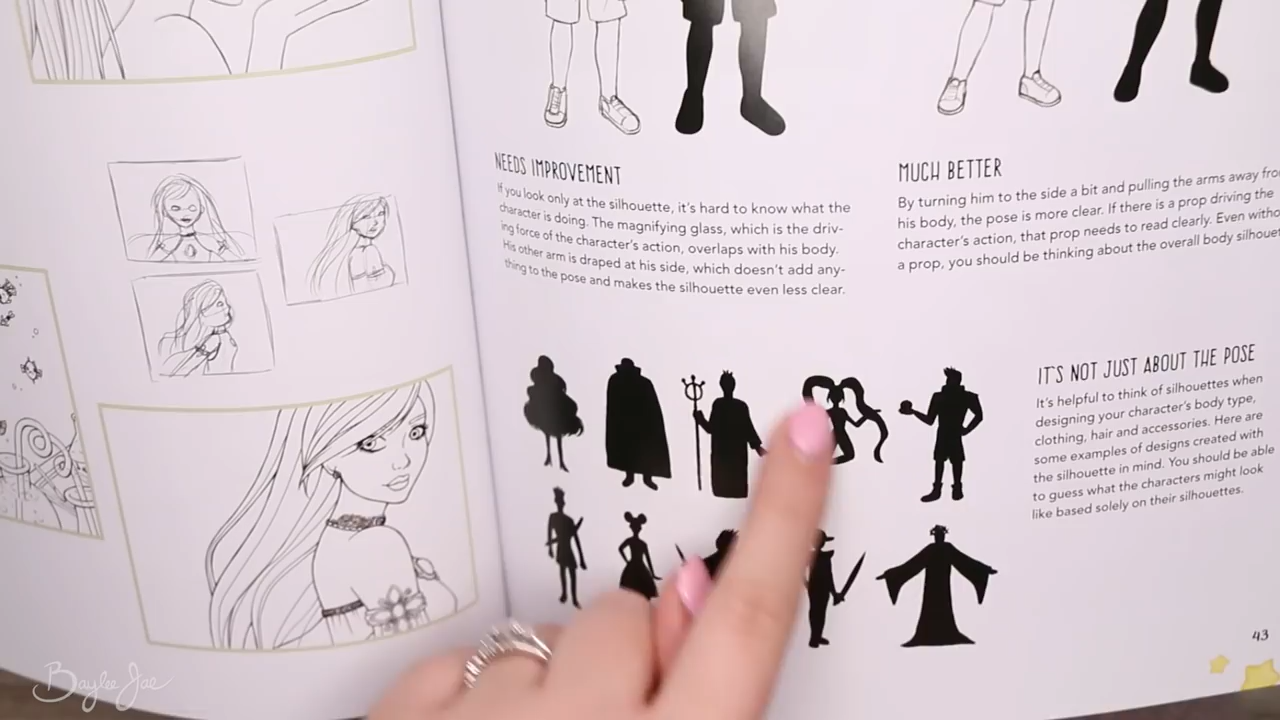 NEEDS IMPROVEMENT
If you look only at the silhouette, it's hard to know what the
character is doing. The magnifying glass, which is the driv-
ing force of the character's action, overlaps with his body.
His other arm is draped at his side, which doesn't add any-
thing to the pose and makes the silhouette even less clear.
MUCH BETTER
By turning him to the side a bit and pulling the arms away from
his body, the pose is more clear. If there is a prop driving the
character's action, that prop needs to read clearly. Even without
a prop, you should be thinking about the overall body silhouet
IT'S NOT JUST ABOUT THE POSE
It's helpful to think of silhouettes when
designing your character's body type,
clothing, hair and accessories. Here are
some examples of designs created with
the silhouette in mind. You should be able
to guess what the characters might look
like based solely on their silhouettes.
43
Baylee Jae